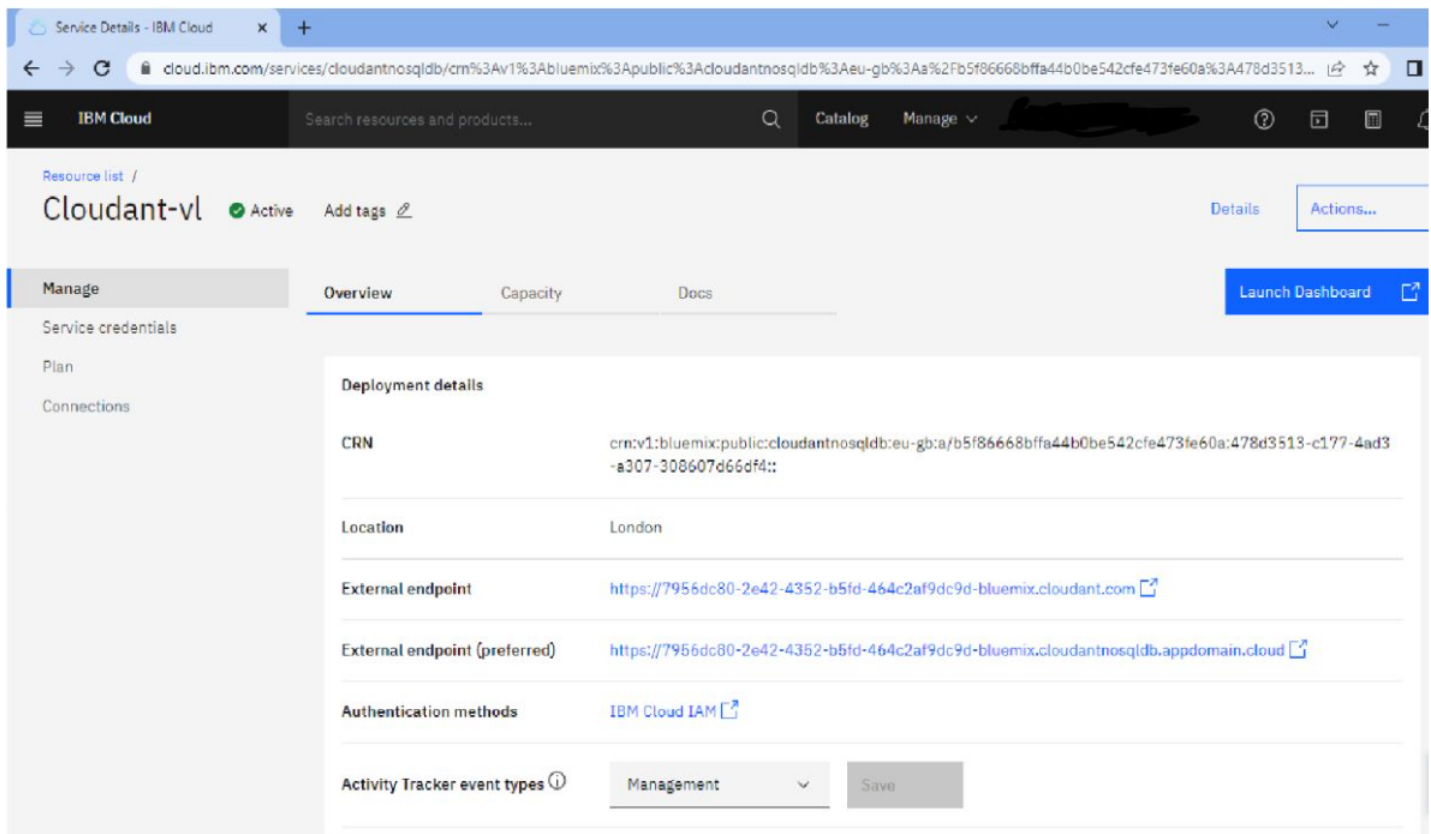 Service Details - IBM Cloud
cloud.ibm.com/services/cloudantnosqldb/crn%3Av1%3Abluemix%3Apublic%3Acloudantnosqldb%3Aeu-gb%3Aa%2Fb5f86668bffa44b0be542cfe473fe60a%3A478d3513...
IBM Cloud Search resources and products... Catalog Manage
Resource list /
Cloudant-vl Active Add tags Details Actions...
Manage Overview Capacity Docs Launch Dashboard
Service credentials
Plan
Connections
Deployment details
CRN crn:v1:bluemix:public:cloudantnosqldb:eu-gb:a/b5f86668bffa44b0be542cfe473fe60a:478d3513-c177-4ad3
-a307-308607d66df4::
Location London
External endpoint https://7956dc80-2e42-4352-b5fd-464c2af9dc9d-bluemix.cloudant.com
External endpoint (preferred) https://7956dc80-2e42-4352-b5fd-464c2af9dc9d-bluemix.cloudantnosqldb.appdomain.cloud
Authentication methods IBM Cloud IAM
Activity Tracker event types Management Save